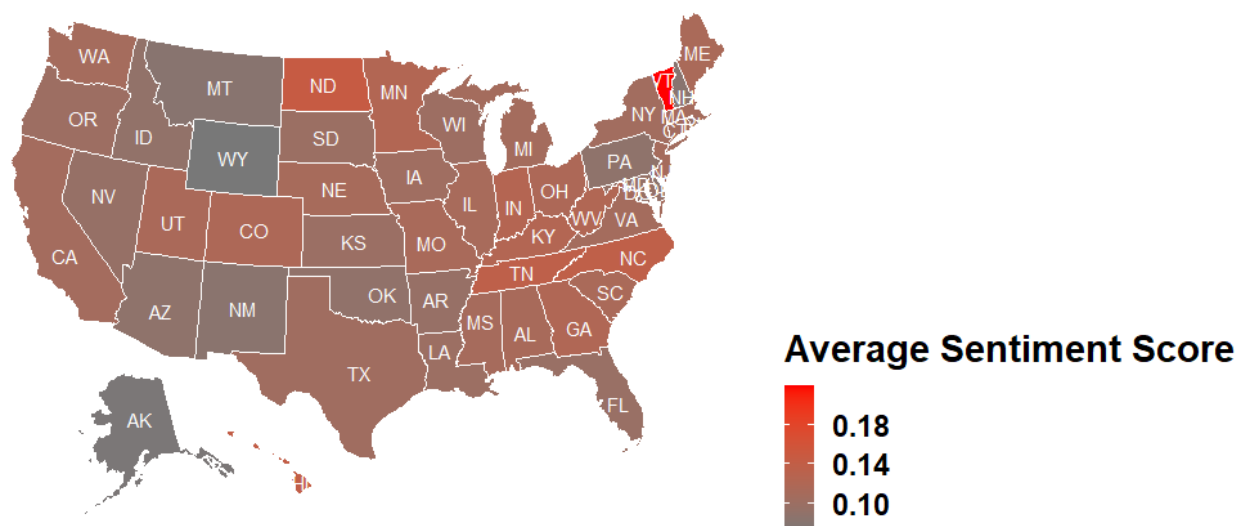 WA
MT
ND
MN
ME
VT
NH
OR
ID
SD
WI
MI
NY
MA
WY
NE
IA
PA
NV
UT
CO
IL
IN
OH
WV
VA
KS
MO
KY
CA
NC
TN
AZ
NM
OK
AR
SC
MS
AL
GA
LA
TX
FL
AK
HI
Average Sentiment Score
0.18
0.14
0.10